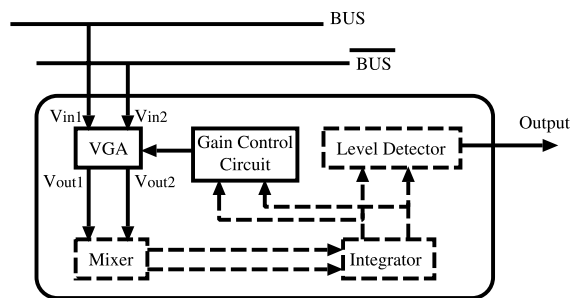 BUS
BUS
Vin1 Vin2
Output
VGA
Gain Control
Circuit
Level Detector
Vout1 Vout2
Mixer
Integrator